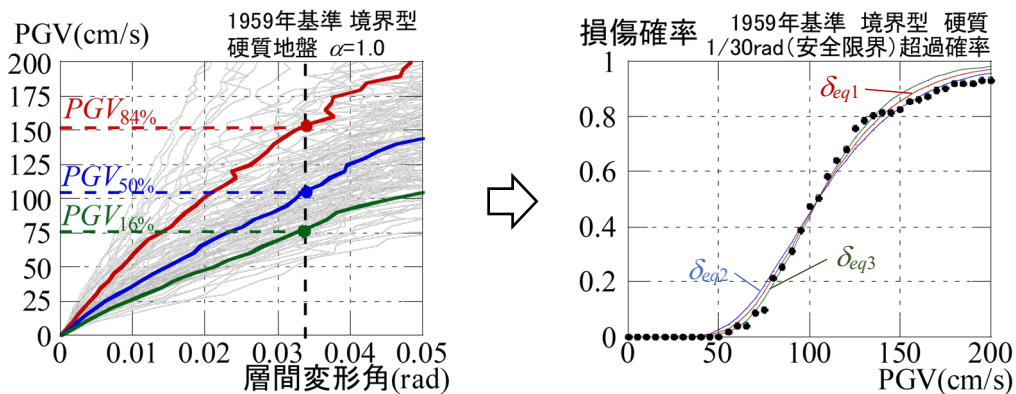 PGV(cm/s)
1959年基準 境界型
硬質地盤 α=1.0
200
175
150
125
100
75
50
25
0
PGV84%
PGV50%
PGV16%
0 0.01 0.02 0.03 0.04 0.05
層間変形角(rad)
損傷確率
1959年基準 境界型 硬質
1/30rad(安全限界)超過確率
1
0.8
0.6
0.4
0.2
0
δeq1
δeq2
δeq3
0 50 100 150 200
PGV(cm/s)